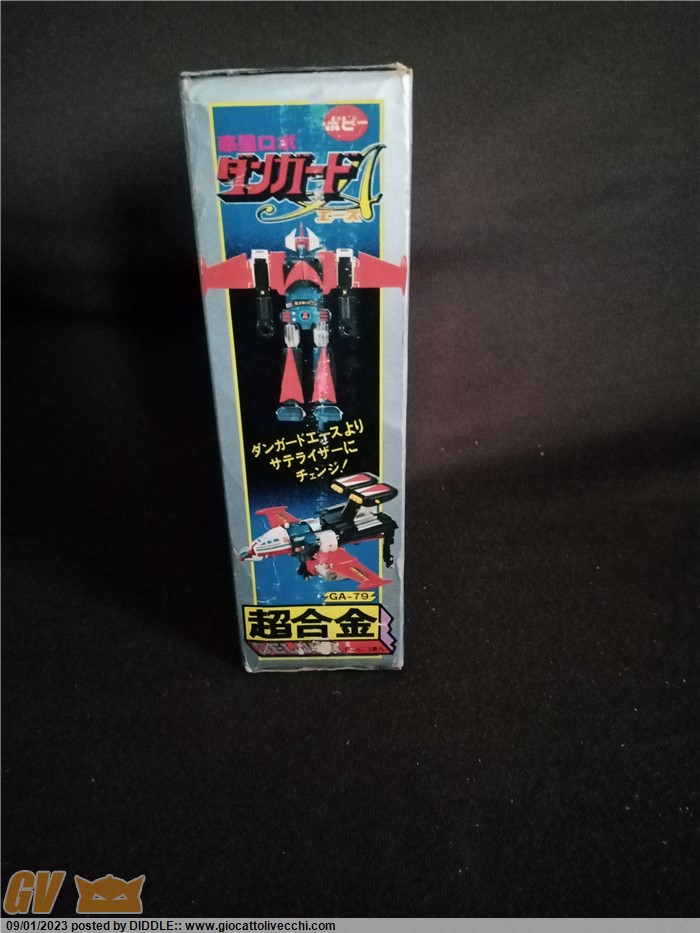 ポピー
惑星ロボ
ダンガードA
エース
ダンガードエースより
サテライザーに
チェンジ!
GA-79
超合金
GV
09/01/2023 posted by DIDDLE:: www.giocattolivecchi.com